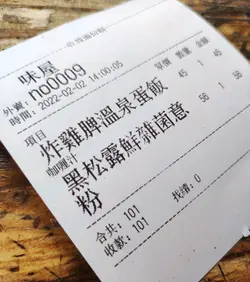 味屋
外賣: no0009
時間: 2022-02-02 14:00:05
項目 單價 數量 金額
炸雞脾溫泉蛋飯 45 1 45
咖喱汁
黑松露鮮雜菌意粉 56 1 56
合共: 101
收款: 101 找續: 0